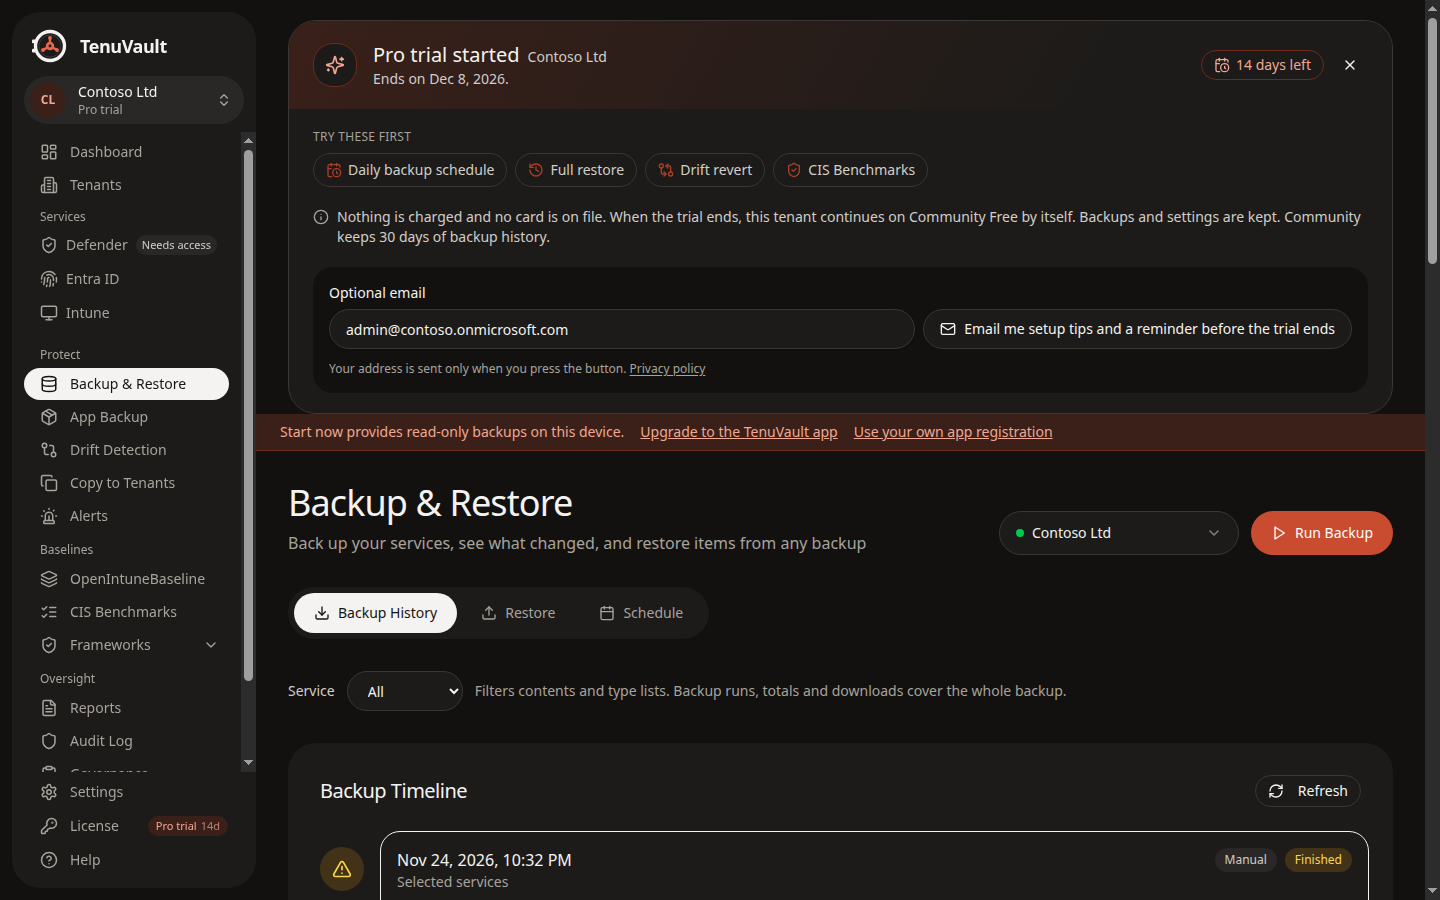 TenuVault
CL
Contoso Ltd
Pro trial
Dashboard
Tenants
Services
Defender Needs access
Entra ID
Intune
Protect
Backup & Restore
App Backup
Drift Detection
Copy to Tenants
Alerts
Baselines
OpenIntuneBaseline
CIS Benchmarks
Frameworks
Oversight
Reports
Audit Log
Settings
License Pro trial 14d
Help
Pro trial started Contoso Ltd
Ends on Dec 8, 2026.
14 days left
TRY THESE FIRST
Daily backup schedule Full restore Drift revert CIS Benchmarks
Nothing is charged and no card is on file. When the trial ends, this tenant continues on Community Free by itself. Backups and settings are kept. Community
keeps 30 days of backup history.
Optional email
admin@contoso.onmicrosoft.com Email me setup tips and a reminder before the trial ends
Your address is sent only when you press the button. Privacy policy
Start now provides read-only backups on this device. Upgrade to the TenuVault app Use your own app registration
Backup & Restore
Back up your services, see what changed, and restore items from any backup
Contoso Ltd Run Backup
Backup History Restore Schedule
Service All Filters contents and type lists. Backup runs, totals and downloads cover the whole backup.
Backup Timeline Refresh
Nov 24, 2026, 10:32 PM Manual Finished
Selected services